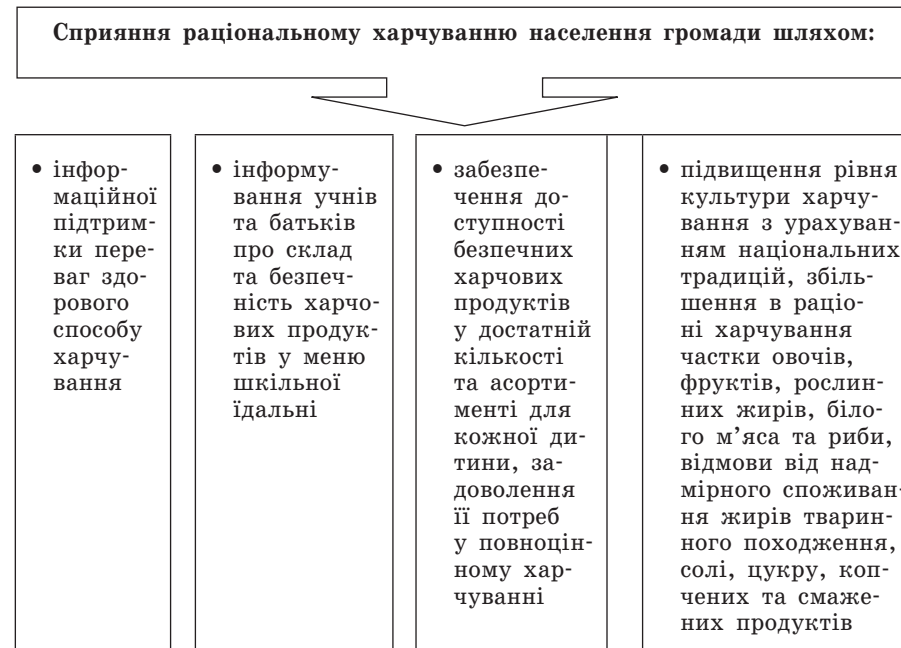 Сприяння раціональному харчуванню населення громади шляхом:
• інфор-
маційної
підтрим-
ки пере-
ваг здо-
рового
способу
харчу-
вання
• інформу-
вання учнів
та батьків
про склад
та безпеч-
ність харчо-
вих продук-
тів у меню
шкільної
їдальні
• забезпе-
чення до-
ступності
безпечних
харчових
продуктів
у достатній
кількості
та асорти-
менті для
кожної ди-
тини, за-
доволення
її потреб
у повноцін-
ному хар-
чуванні
• підвищення рівня
культури харчу-
вання з урахуван-
ням національних
традицій, збіль-
шення в раціо-
ні харчування
частки овочів,
фруктів, рослин-
них жирів, біло-
го м’яса та риби,
відмови від над-
мірного споживан-
ня жирів тварин-
ного походження,
солі, цукру, коп-
чених та смаже-
них продуктів